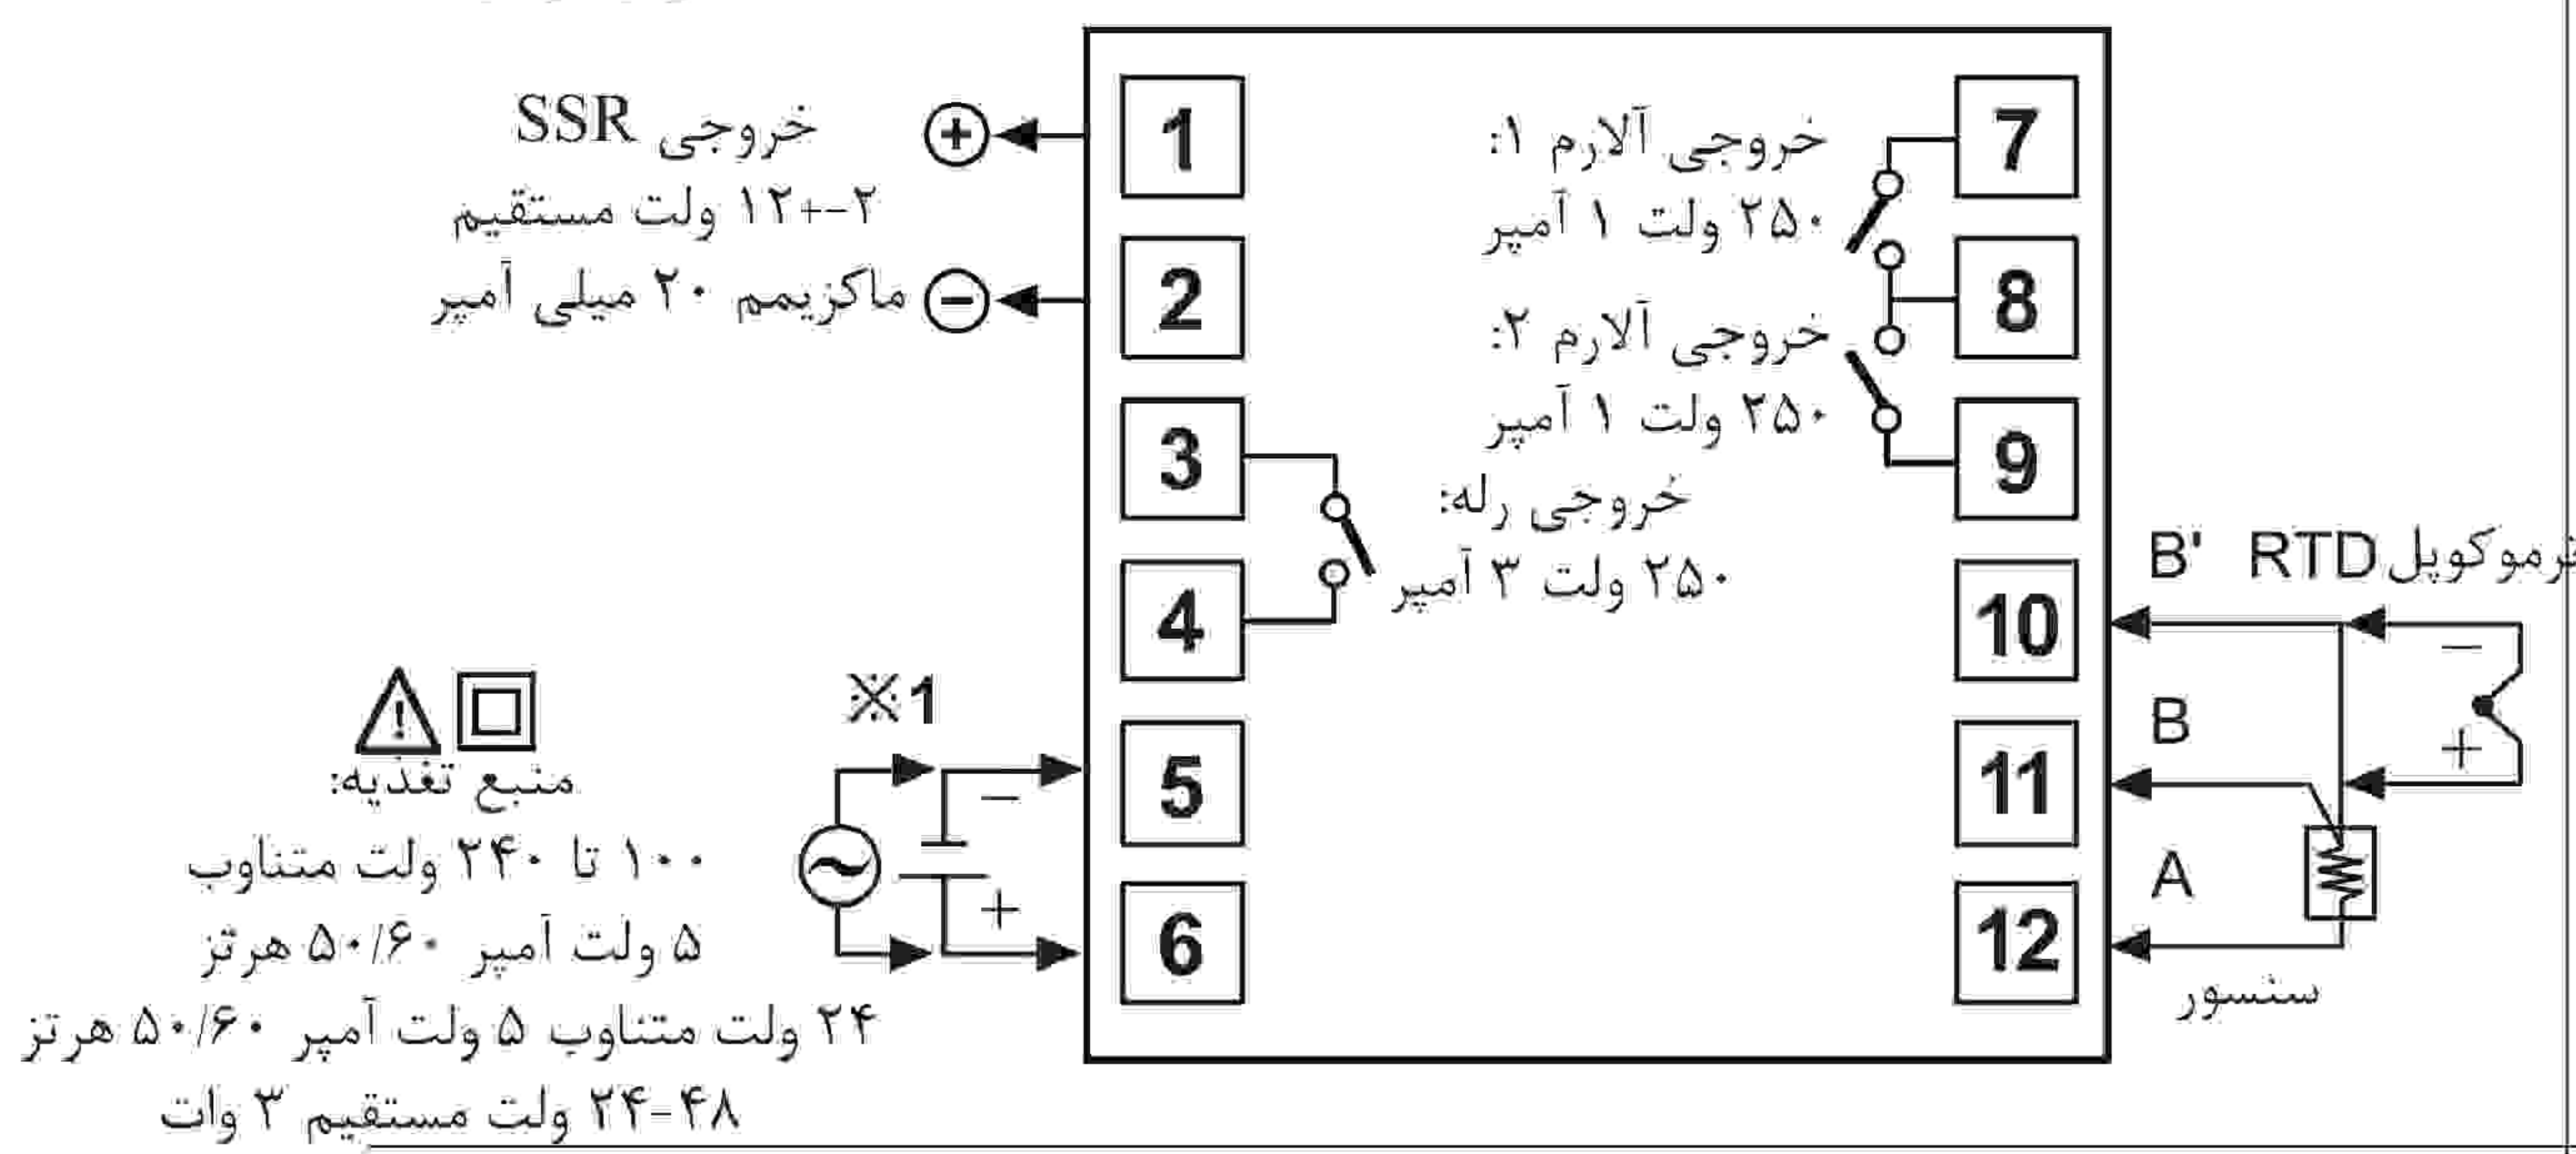 خروجی SSR
۱۲+-۲ ولت مستقیم
ماکزیمم ۲۰ میلی آمپر
1
2
3
4
5
6
خروجی آلارم ۱:
۲۵۰ ولت ۱ آمپر
خروجی آلارم ۲:
۲۵۰ ولت ۱ آمپر
خروجی رله:
۲۵۰ ولت ۳ آمپر
7
8
9
10
11
12
B' RTD ترموکوپل
B
A
سنسور
※1
منبع تغذیه:
۱۰۰ تا ۲۴۰ ولت متناوب
۵ ولت آمپر ۵۰/۶۰ هرتز
۲۴ ولت متناوب ۵ ولت آمپر ۵۰/۶۰ هرتز
۲۴=۴۸ ولت مستقیم ۳ وات